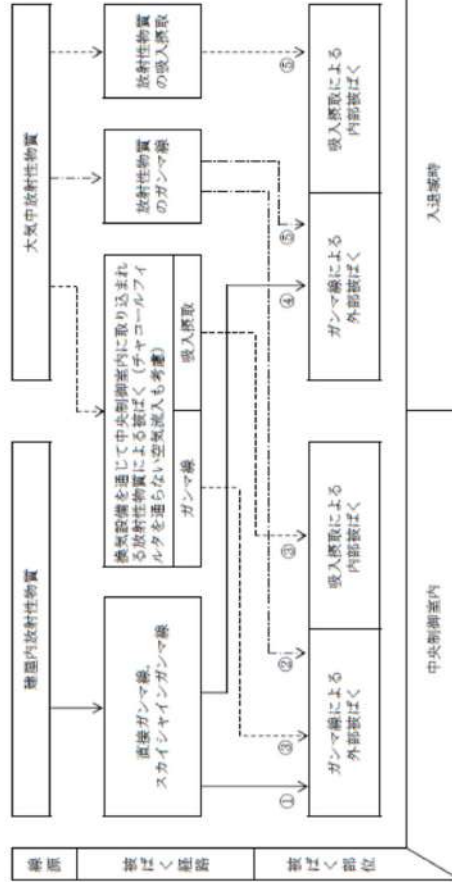 線源
建屋内放射性物質
大気中放射性物質
被ばく経路
直接ガンマ線,
スカイシャインガンマ線
換気設備を通じて中央制御室内に取り込まれ
る放射性物質による被ばく（チャコールフィ
ルタを通らない空気流入も考慮）
ガンマ線
吸入摂取
放射性物質
のガンマ線
放射性物質
の吸入摂取
①
③
②
③
④
⑤
⑤
被ばく部位
ガンマ線による
外部被ばく
吸入摂取による
内部被ばく
ガンマ線による
外部被ばく
吸入摂取による
内部被ばく
中央制御室内
入退域時